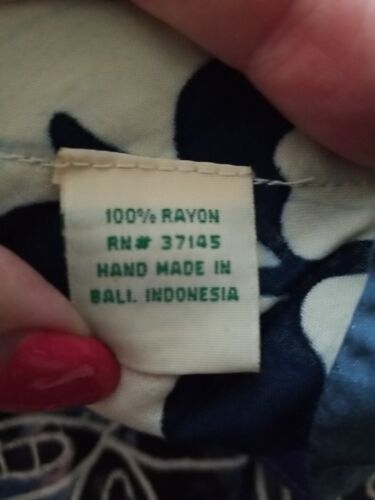 100% RAYON
RN# 37145
HAND MADE IN
BALI. INDONESIA